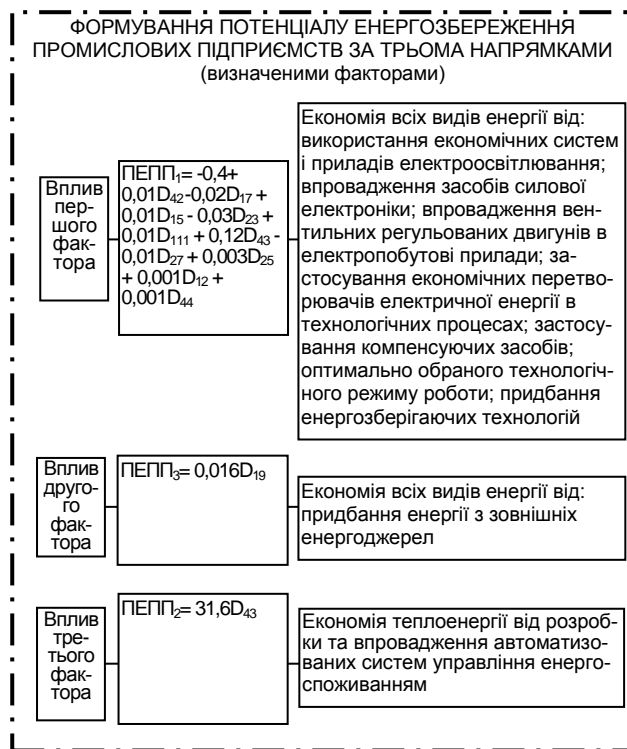 ФОРМУВАННЯ ПОТЕНЦІАЛУ ЕНЕРГОЗБЕРЕЖЕННЯ
ПРОМИСЛОВИХ ПІДПРИЄМСТВ ЗА ТРЬОМА НАПРЯМКАМИ
(визначеними факторами)
Вплив
пер-
шого
фак-
тора
ПЕПП₁= -0,4+
0,01D₄₂-0,02D₁₇ +
0,01D₁₅ - 0,03D₂₃ +
0,01D₁₁₁ + 0,12D₄₃ -
0,01D₂₇ + 0,003D₂₅
+ 0,001D₁₂ +
0,001D₄₄
Економія всіх видів енергії від:
використання економічних систем
і приладів електроосвітлювання;
впровадження засобів силової
електроніки; впровадження вен-
тильних регульованих двигунів в
електропобутові прилади; за-
стосування економічних перетво-
рювачів електричної енергії в
технологічних процесах; застосу-
вання компенсуючих засобів;
оптимально обраного технологіч-
ного режиму роботи; придбання
енергозберігаючих технологій
Вплив
друго-
го
фак-
тора
ПЕПП₃= 0,016D₁₉
Економія всіх видів енергії від:
придбання енергії з зовнішніх
енергоджерел
Вплив
тре-
тього
фак-
тора
ПЕПП₂= 31,6D₄₃
Економія теплоенергії від розроб-
ки та впровадження автоматизо-
ваних систем управління енерго-
споживанням